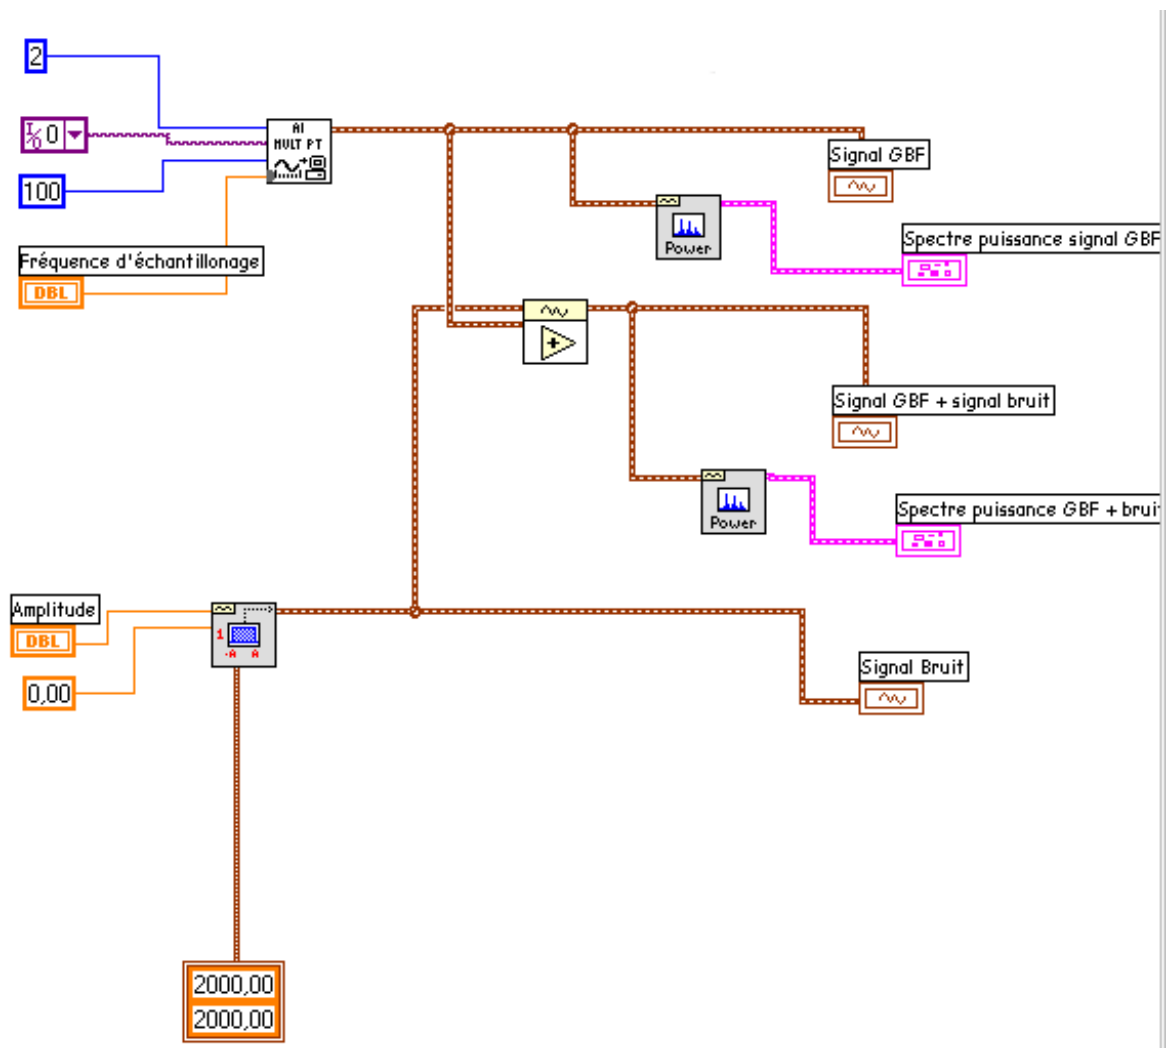 2
I/O 0
AI
MULT PT
100
Signal GBF
Power
Fréquence d'échantillonage
DBL
Spectre puissance signal GBF
Signal GBF + signal bruit
Power
Spectre puissance GBF + brui
Amplitude
DBL
1
-A A
0,00
Signal Bruit
2000,00
2000,00